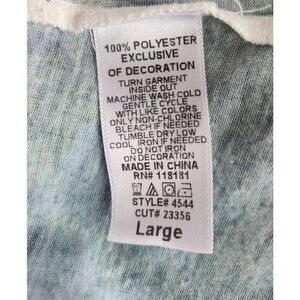 100% POLYESTER
EXCLUSIVE
OF DECORATION
TURN GARMENT
INSIDE OUT
MACHINE WASH COLD
GENTLE CYCLE
WITH LIKE COLORS
ONLY NON-CHLORINE
BLEACH IF NEEDED
TUMBLE DRY LOW
COOL IRON IF NEEDED
DO NOT IRON
ON DECORATION
MADE IN CHINA
RN# 118181
STYLE# 4544
CUT# 23356
Large